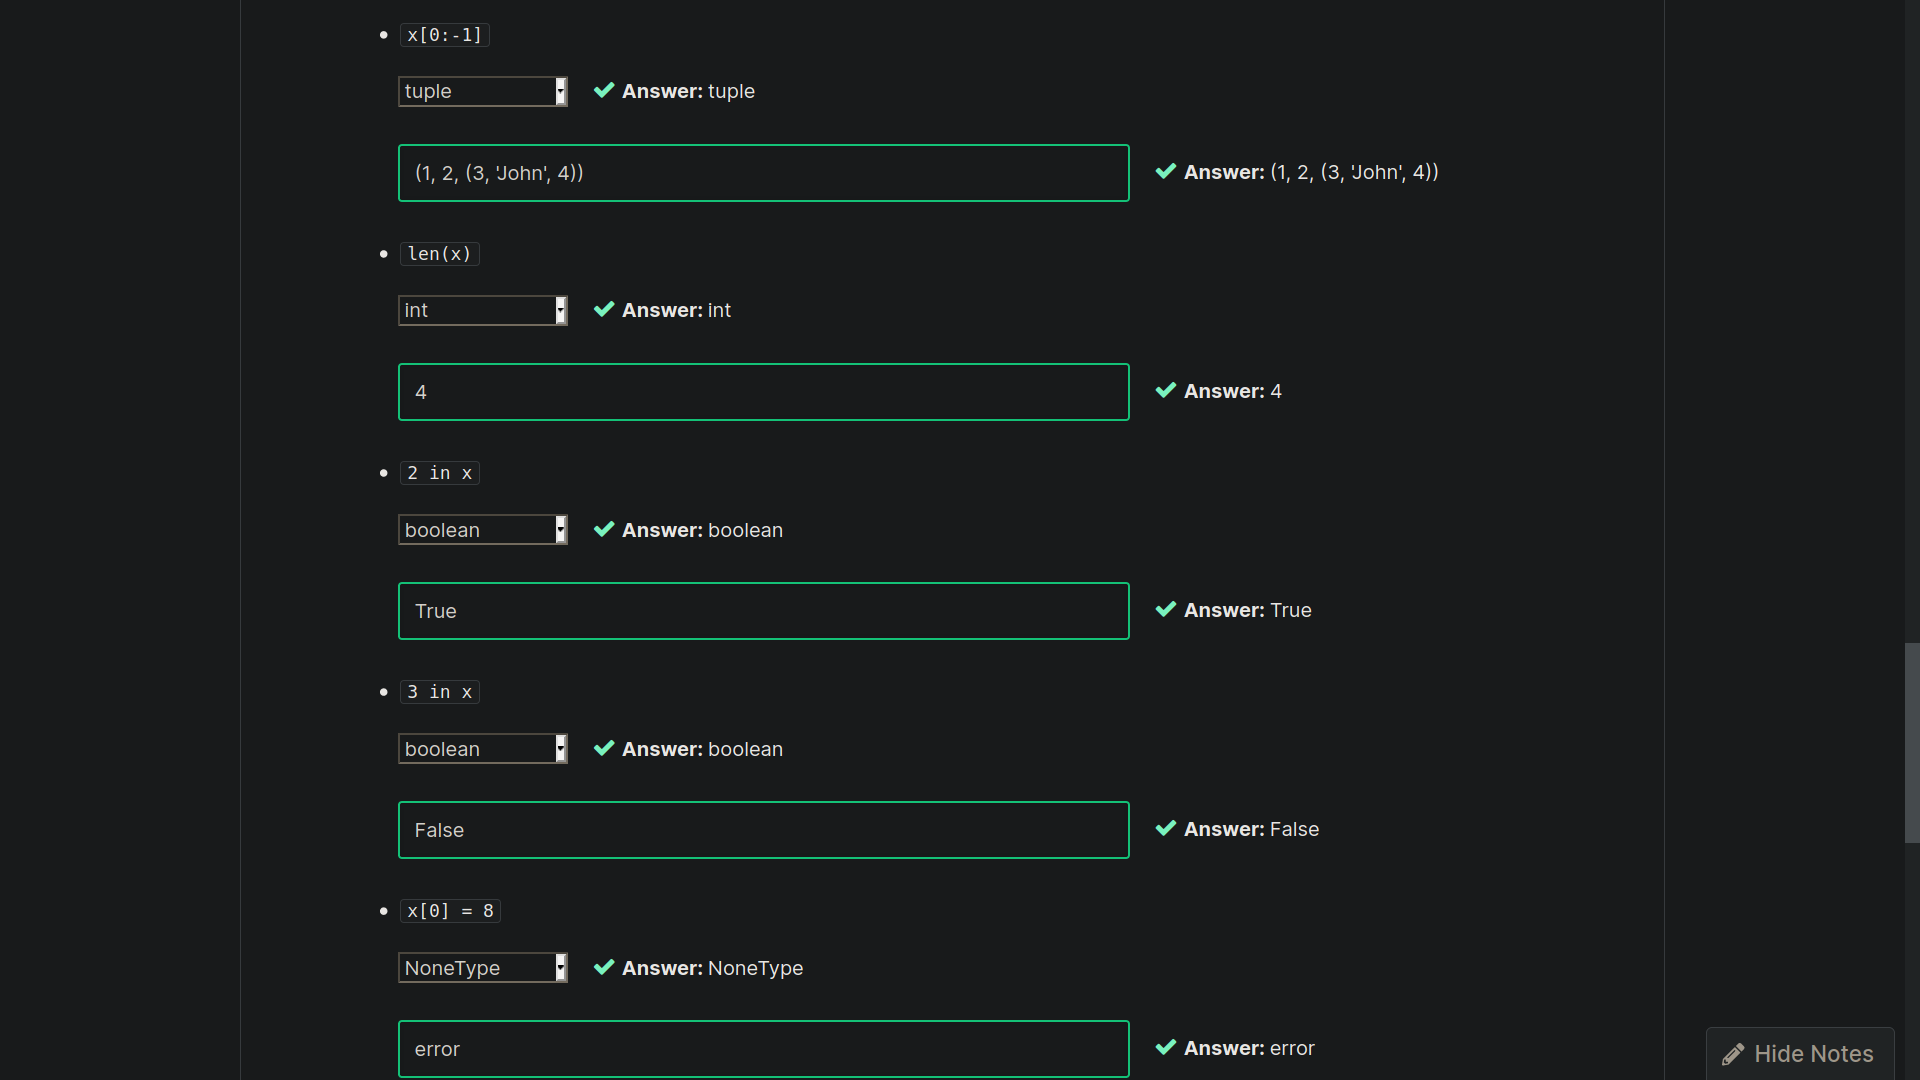 x[0:-1]
tuple Answer: tuple
(1, 2, (3, 'John', 4)) Answer: (1, 2, (3, 'John', 4))
len(x)
int Answer: int
4 Answer: 4
2 in x
boolean Answer: boolean
True Answer: True
3 in x
boolean Answer: boolean
False Answer: False
x[0] = 8
NoneType Answer: NoneType
error Answer: error
Hide Notes